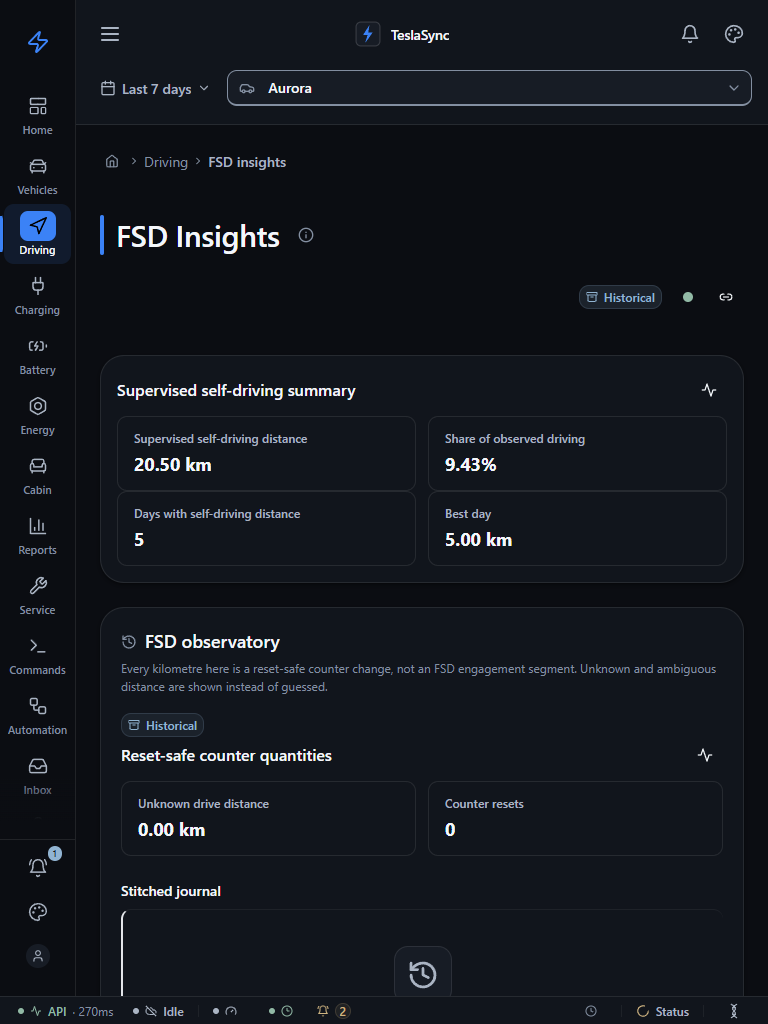 TeslaSync
Last 7 days
Aurora
Home
Vehicles
Driving
Charging
Battery
Energy
Cabin
Reports
Service
Commands
Automation
Inbox
1
Driving > FSD insights
FSD Insights
Historical
Supervised self-driving summary
Supervised self-driving distance
20.50 km
Share of observed driving
9.43%
Days with self-driving distance
5
Best day
5.00 km
FSD observatory
Every kilometre here is a reset-safe counter change, not an FSD engagement segment. Unknown and ambiguous
distance are shown instead of guessed.
Historical
Reset-safe counter quantities
Unknown drive distance
0.00 km
Counter resets
0
Stitched journal
API · 270ms
Idle
2
Status